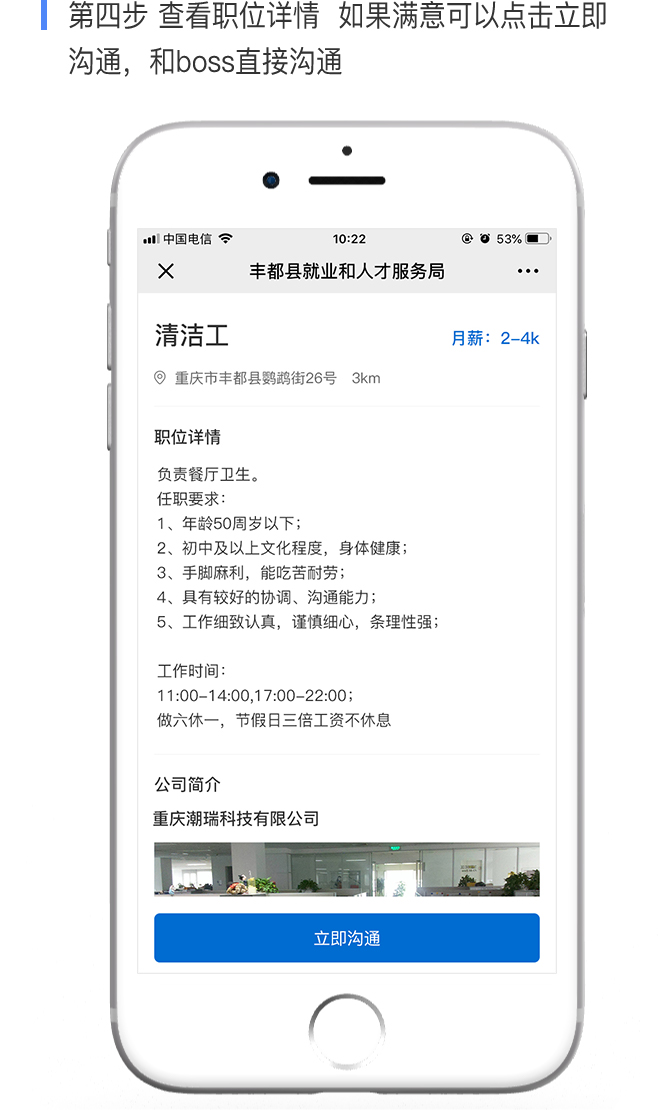 第四步 查看职位详情 如果满意可以点击立即
沟通，和boss直接沟通
中国电信 10:22 53%
丰都县就业和人才服务局
清洁工 月薪：2-4k
重庆市丰都县鹦鹉街26号 3km
职位详情
负责餐厅卫生。
任职要求：
1、年龄50周岁以下；
2、初中及以上文化程度，身体健康；
3、手脚麻利，能吃苦耐劳；
4、具有较好的协调、沟通能力；
5、工作细致认真，谨慎细心，条理性强；
工作时间：
11:00-14:00,17:00-22:00；
做六休一，节假日三倍工资不休息
公司简介
重庆潮瑞科技有限公司
立即沟通